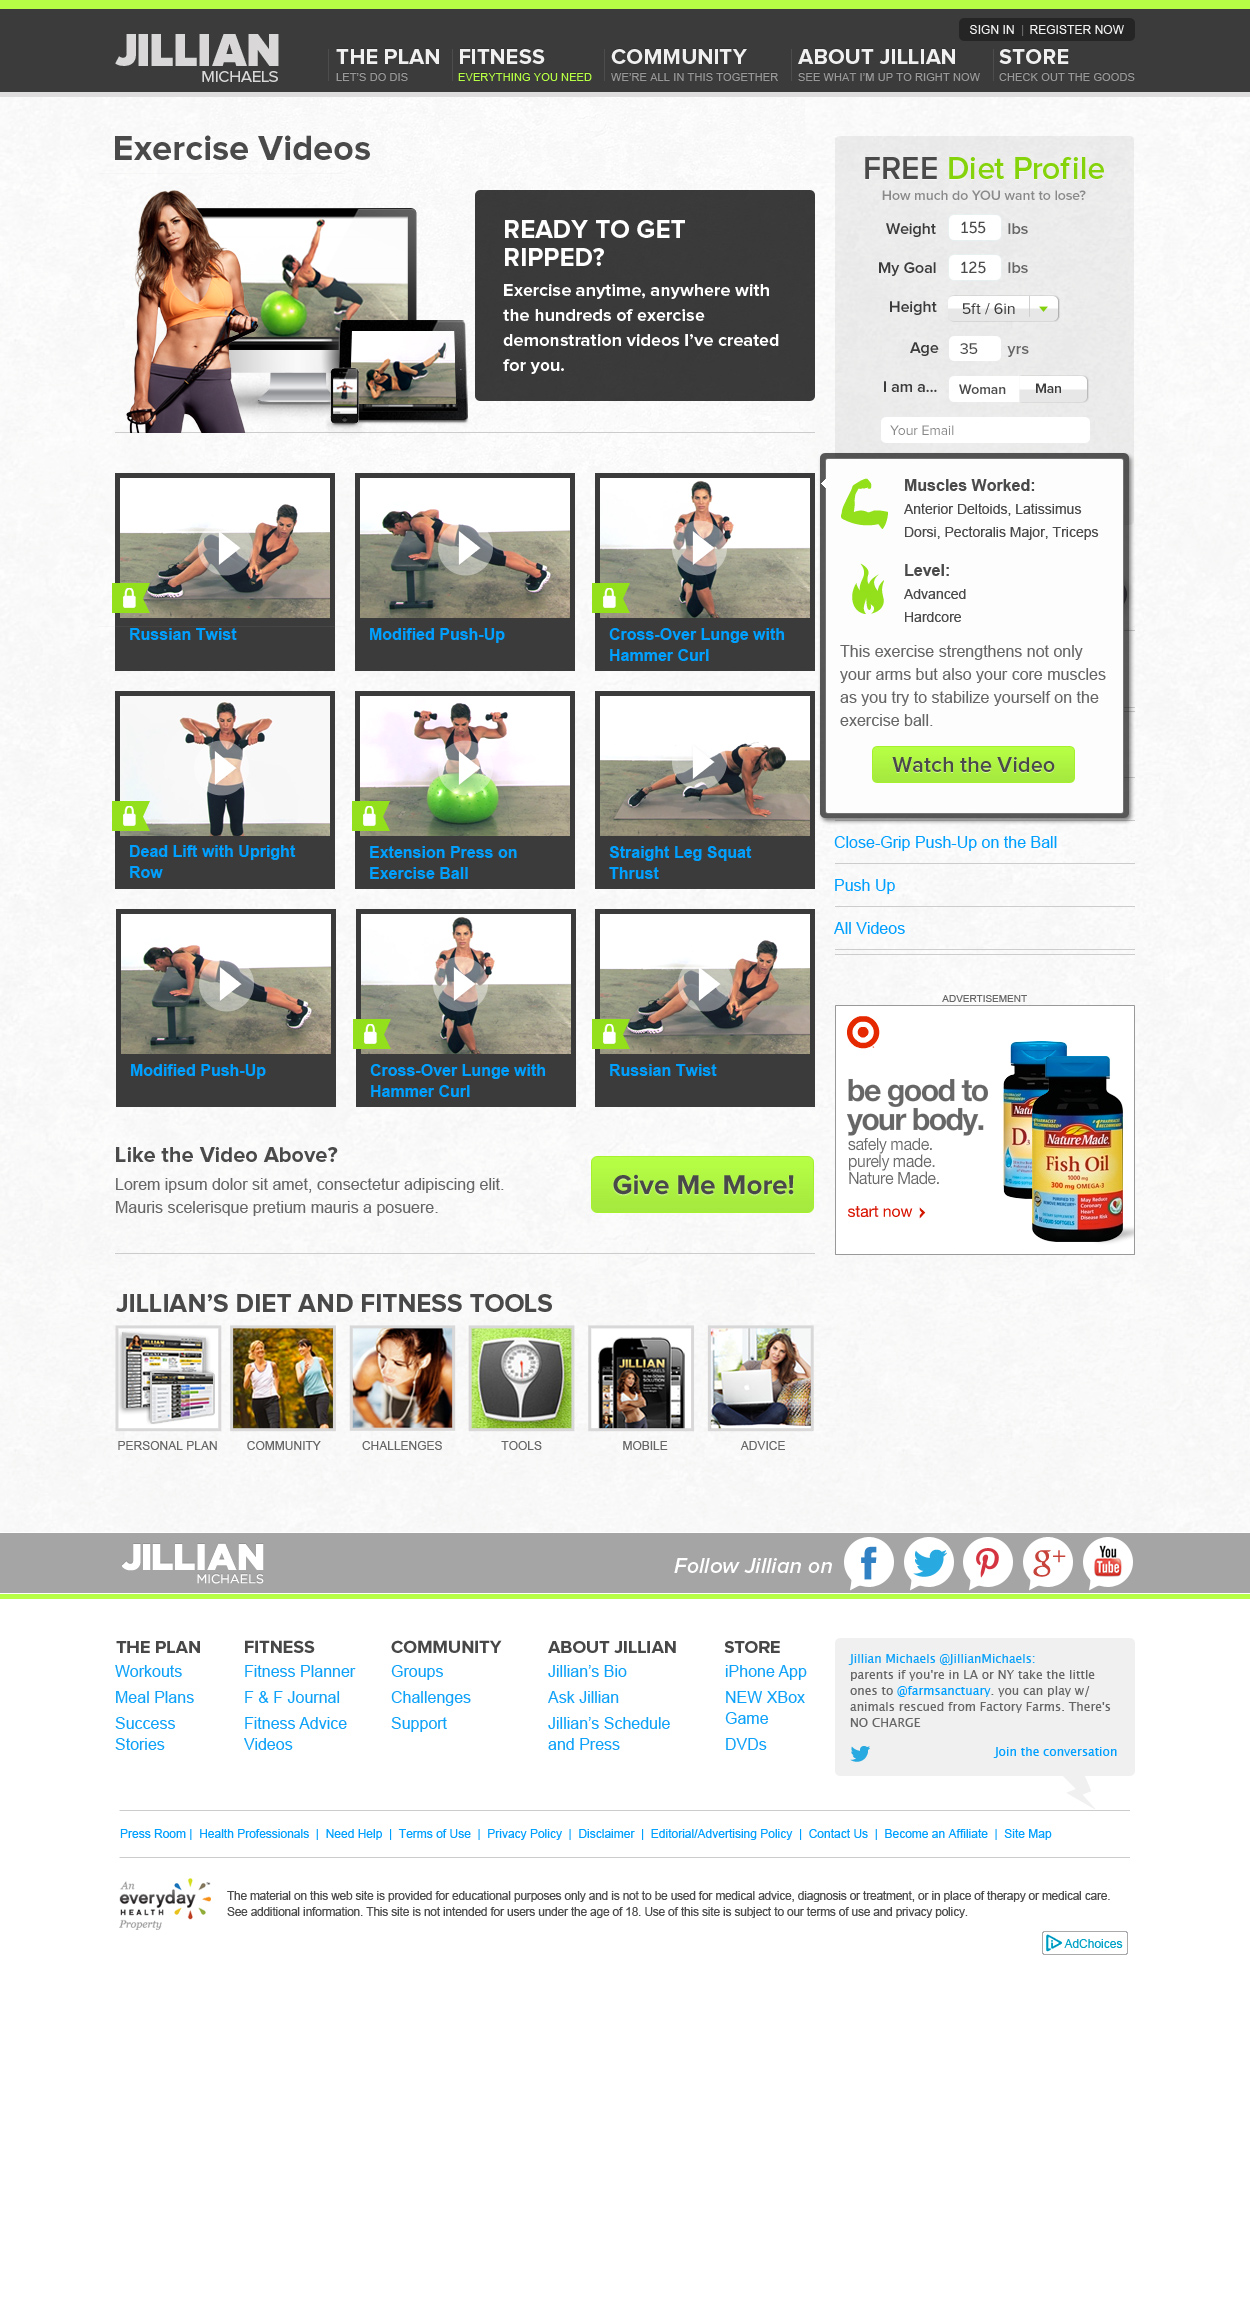 SIGN IN | REGISTER NOW
JILLIAN
MICHAELS
THE PLAN
LET'S DO DIS
FITNESS
EVERYTHING YOU NEED
COMMUNITY
WE'RE ALL IN THIS TOGETHER
ABOUT JILLIAN
SEE WHAT I'M UP TO RIGHT NOW
STORE
CHECK OUT THE GOODS
Exercise Videos
READY TO GET
RIPPED?
Exercise anytime, anywhere with
the hundreds of exercise
demonstration videos I've created
for you.
FREE Diet Profile
How much do YOU want to lose?
Weight 155 lbs
My Goal 125 lbs
Height 5ft / 6in
Age 35 yrs
I am a... Woman Man
Your Email
Muscles Worked:
Anterior Deltoids, Latissimus
Dorsi, Pectoralis Major, Triceps
Level:
Advanced
Hardcore
This exercise strengthens not only
your arms but also your core muscles
as you try to stabilize yourself on the
exercise ball.
Watch the Video
Russian Twist
Modified Push-Up
Cross-Over Lunge with
Hammer Curl
Dead Lift with Upright
Row
Extension Press on
Exercise Ball
Straight Leg Squat
Thrust
Modified Push-Up
Cross-Over Lunge with
Hammer Curl
Russian Twist
Close-Grip Push-Up on the Ball
Push Up
All Videos
ADVERTISEMENT
be good to
your body.
safely made.
purely made.
Nature Made.
start now
D3
Nature Made
Fish Oil
1000 mg
300 mg OMEGA-3
May Reduce
Coronary
Heart
Disease Risk
Like the Video Above?
Lorem ipsum dolor sit amet, consectetur adipiscing elit.
Mauris scelerisque pretium mauris a posuere.
Give Me More!
JILLIAN'S DIET AND FITNESS TOOLS
JILLIAN
MICHAELS
PERSONAL PLAN
COMMUNITY
CHALLENGES
TOOLS
MOBILE
ADVICE
JILLIAN
MICHAELS
Follow Jillian on
f
g+
You
Tube
THE PLAN
Workouts
Meal Plans
Success
Stories
FITNESS
Fitness Planner
F & F Journal
Fitness Advice
Videos
COMMUNITY
Groups
Challenges
Support
ABOUT JILLIAN
Jillian's Bio
Ask Jillian
Jillian's Schedule
and Press
STORE
iPhone App
NEW XBox
Game
DVDs
Jillian Michaels @JillianMichaels:
parents if you're in LA or NY take the little
ones to @farmsanctuary. you can play w/
animals rescued from Factory Farms. There's
NO CHARGE
Join the conversation
Press Room | Health Professionals | Need Help | Terms of Use | Privacy Policy | Disclaimer | Editorial/Advertising Policy | Contact Us | Become an Affiliate | Site Map
An
everyday
HEALTH
Property
The material on this web site is provided for educational purposes only and is not to be used for medical advice, diagnosis or treatment, or in place of therapy or medical care.
See additional information. This site is not intended for users under the age of 18. Use of this site is subject to our terms of use and privacy policy.
AdChoices